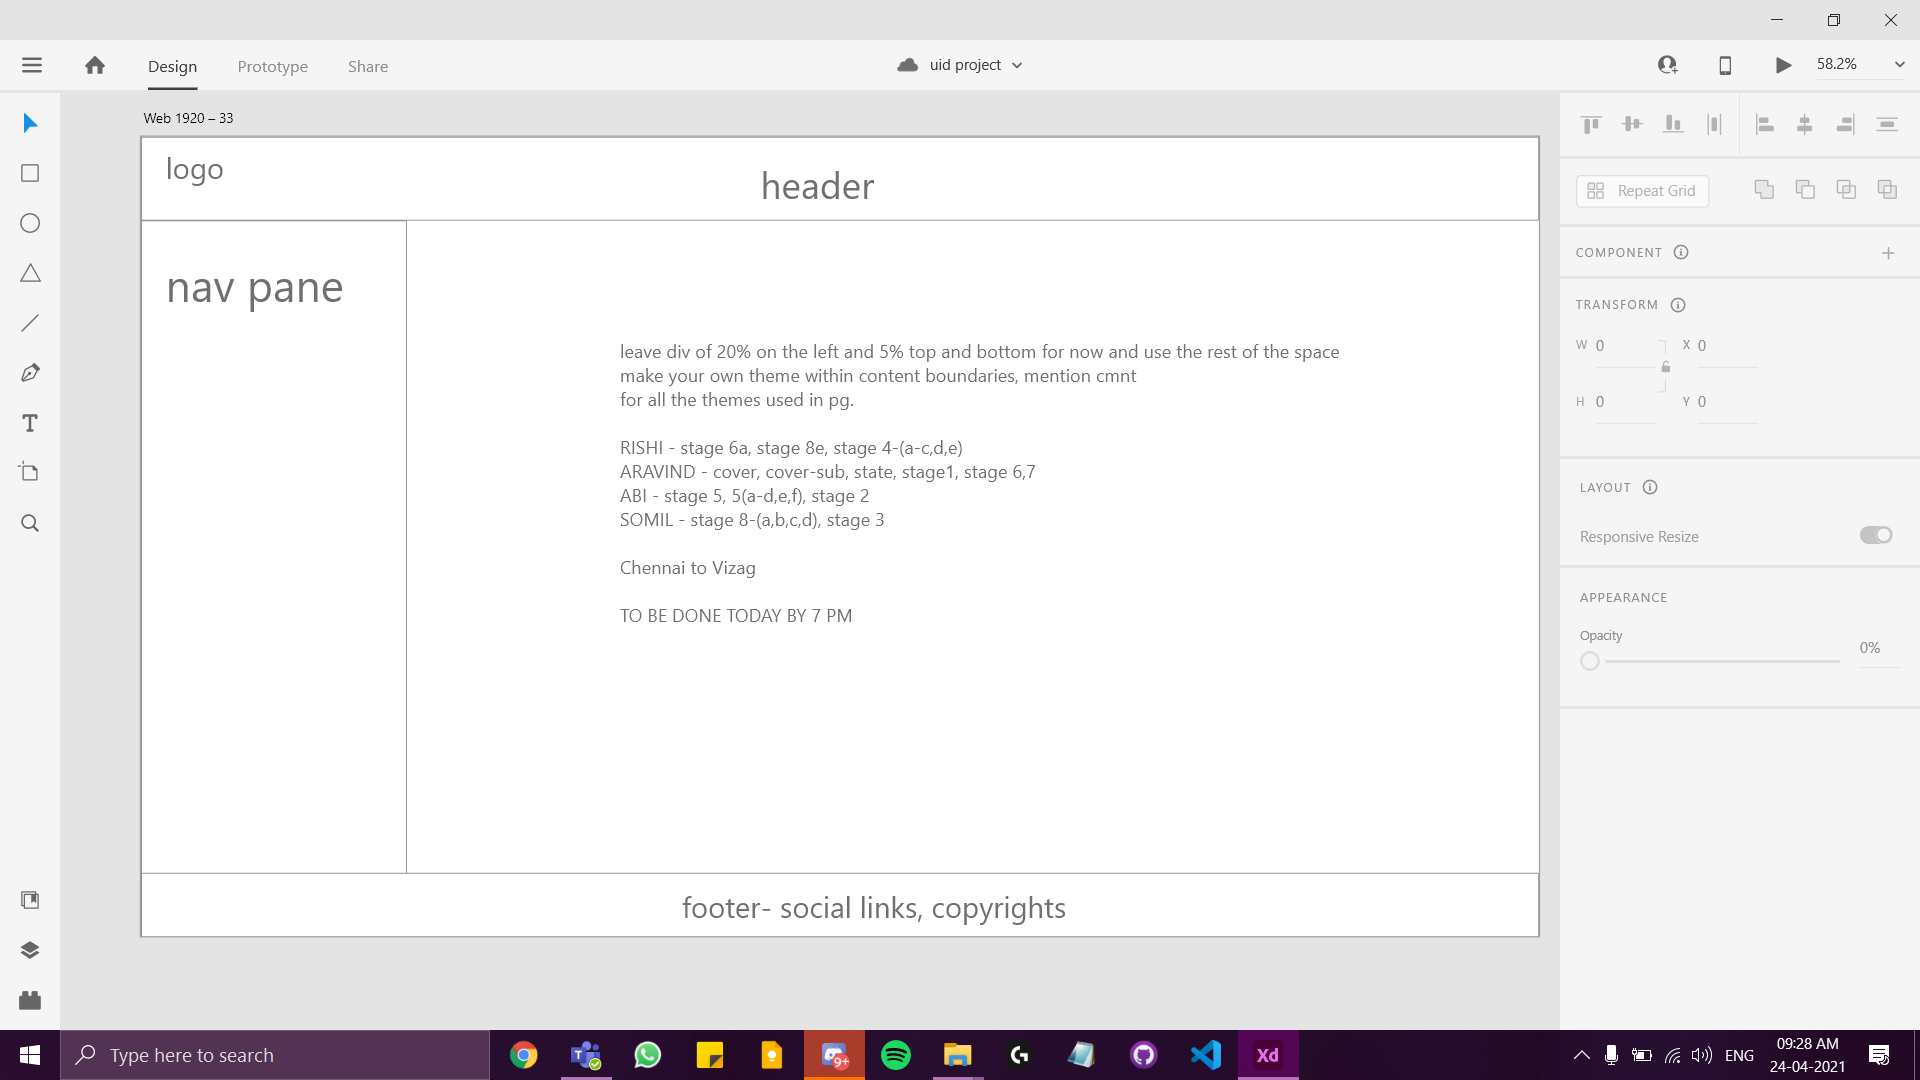 Design
Prototype
Share
uid project
58.2%
Web 1920 – 33
logo
header
nav pane
leave div of 20% on the left and 5% top and bottom for now and use the rest of the space
make your own theme within content boundaries, mention cmnt
for all the themes used in pg.
RISHI - stage 6a, stage 8e, stage 4-(a-c,d,e)
ARAVIND - cover, cover-sub, state, stage1, stage 6,7
ABI - stage 5, 5(a-d,e,f), stage 2
SOMIL - stage 8-(a,b,c,d), stage 3
Chennai to Vizag
TO BE DONE TODAY BY 7 PM
footer- social links, copyrights
Repeat Grid
COMPONENT
TRANSFORM
W 0 X 0
H 0 Y 0
LAYOUT
Responsive Resize
APPEARANCE
Opacity
0%
Type here to search
9+
Xd
ENG
09:28 AM
24-04-2021